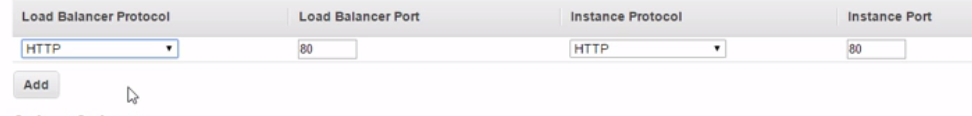 Load Balancer Protocol Load Balancer Port Instance Protocol Instance Port
HTTP 80 HTTP 80
Add